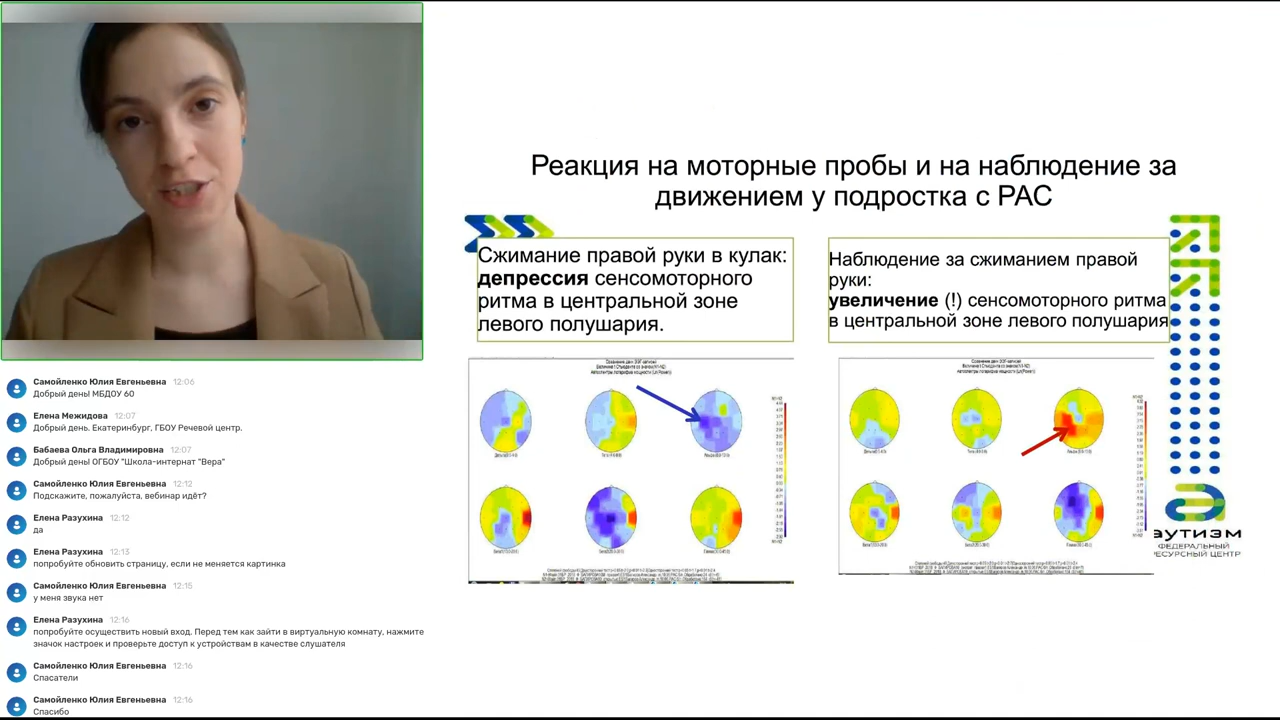 Самойленко Юлия Евгеньевна 12:06
Добрый день! МБДОУ 60
Елена Межидова 12:07
Добрый день. Екатеринбург, ГБОУ Речевой центр.
Бабаева Ольга Владимировна 12:07
Добрый день! ОГБОУ "Школа-интернат "Вера"
Самойленко Юлия Евгеньевна 12:12
Подскажите, пожалуйста, вебинар идёт?
Елена Разухина 12:12
да
Елена Разухина 12:13
попробуйте обновить страницу, если не меняется картинка
Самойленко Юлия Евгеньевна 12:15
у меня звука нет
Елена Разухина 12:16
попробуйте осуществить новый вход. Перед тем как зайти в виртуальную комнату, нажмите
значок настроек и проверьте доступ к устройствам в качестве слушателя
Самойленко Юлия Евгеньевна 12:16
Спасатели
Самойленко Юлия Евгеньевна 12:16
Спасибо
Реакция на моторные пробы и на наблюдение за
движением у подростка с РАС
Сжимание правой руки в кулак:
депрессия сенсомоторного
ритма в центральной зоне
левого полушария.
Наблюдение за сжиманием правой
руки:
увеличение (!) сенсомоторного ритма
в центральной зоне левого полушария
аутизм
ФЕДЕРАЛЬНЫЙ
РЕСУРСНЫЙ ЦЕНТР